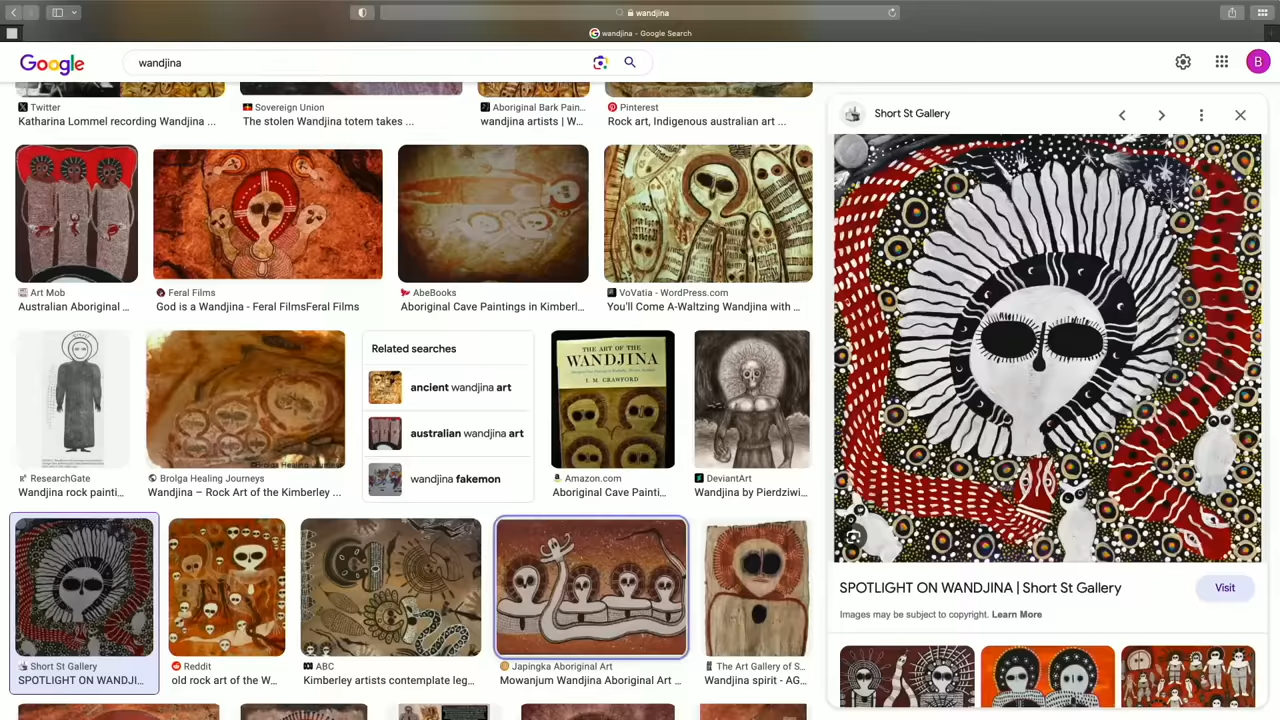 wandjina
wandjina - Google Search
Google
wandjina
B
Twitter
Katharina Lommel recording Wandjina ...
Sovereign Union
The stolen Wandjina totem takes ...
Aboriginal Bark Pain...
wandjina artists | W...
Pinterest
Rock art, Indigenous australian art ...
Short St Gallery
Art Mob
Australian Aboriginal ...
Feral Films
God is a Wandjina - Feral FilmsFeral Films
AbeBooks
Aboriginal Cave Paintings in Kimberl...
VoVatia - WordPress.com
You'll Come A-Waltzing Wandjina with ...
Related searches
ancient wandjina art
australian wandjina art
wandjina fakemon
THE ART OF THE
WANDJINA
I. M. CRAWFORD
©Brolga Healing Journeys
ResearchGate
Wandjina rock painti...
Brolga Healing Journeys
Wandjina – Rock Art of the Kimberley ...
Amazon.com
Aboriginal Cave Painti...
DeviantArt
Wandjina by Pierdziwi...
Short St Gallery
SPOTLIGHT ON WANDJI...
Reddit
old rock art of the W...
ABC
Kimberley artists contemplate leg...
Japingka Aboriginal Art
Mowanjum Wandjina Aboriginal Art ...
The Art Gallery of S...
Wandjina spirit - AG...
SPOTLIGHT ON WANDJINA | Short St Gallery
Visit
Images may be subject to copyright. Learn More